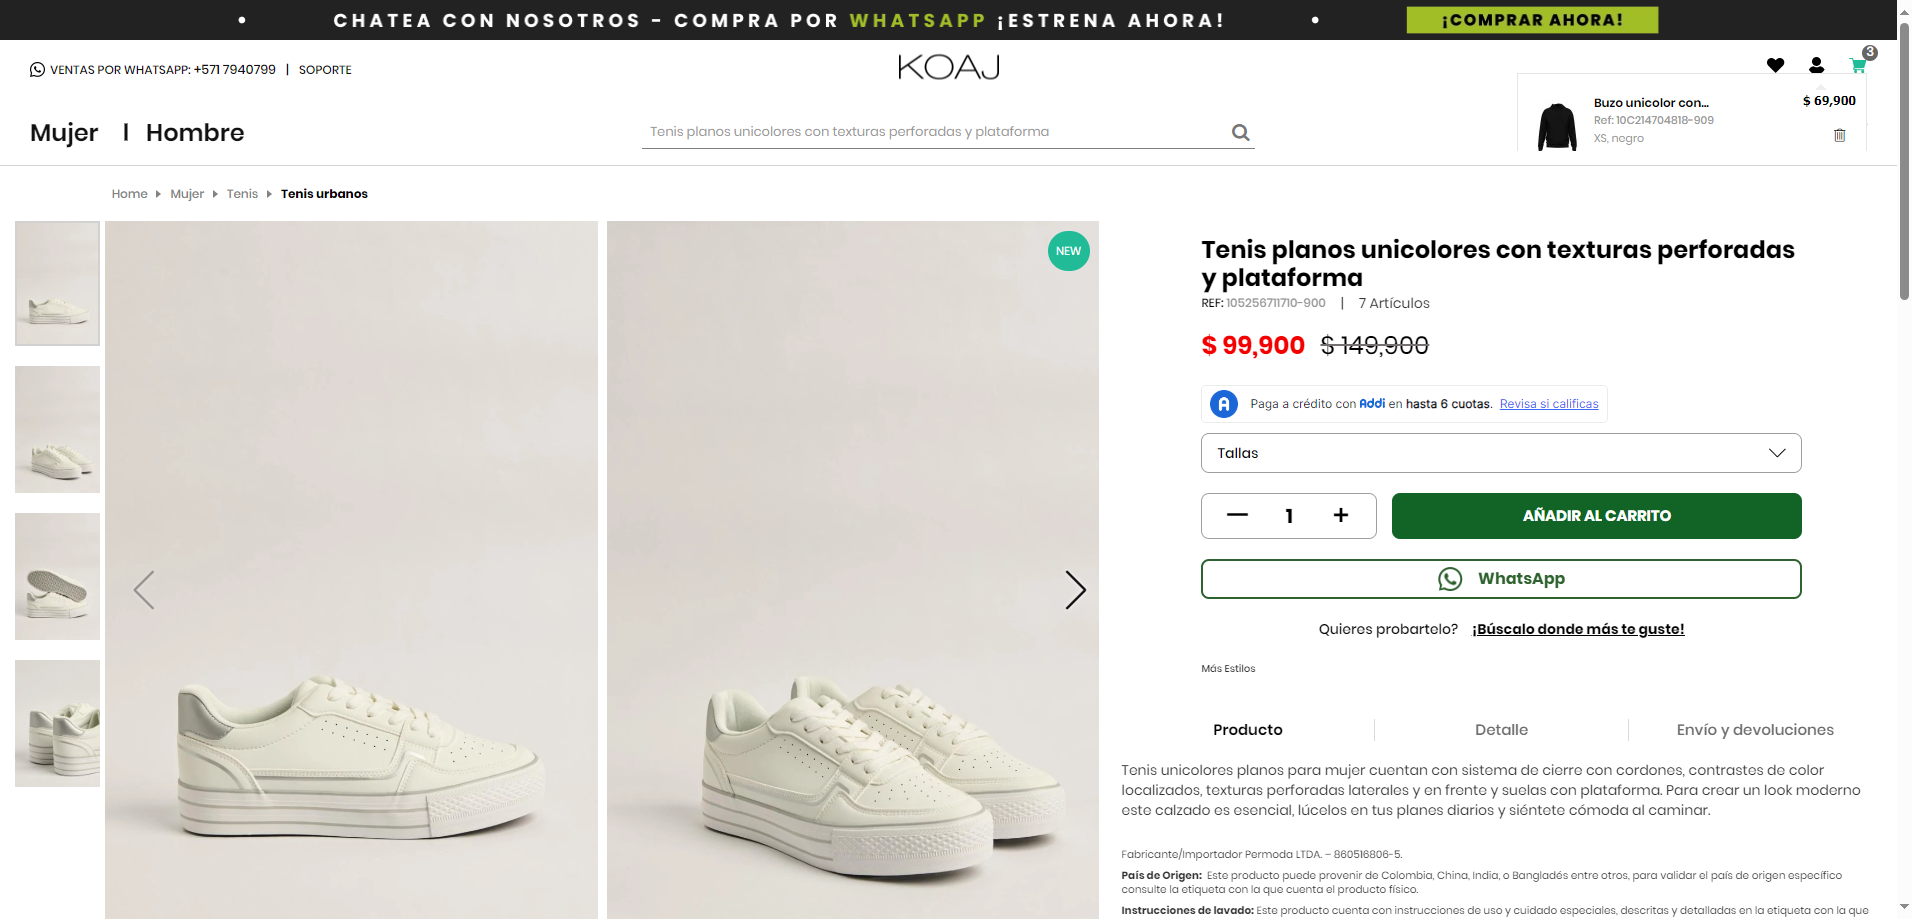 CHATEA CON NOSOTROS - COMPRA POR WHATSAPP ¡ESTRENA AHORA!
¡COMPRAR AHORA!
VENTAS POR WHATSAPP: +571 7940799 | SOPORTE
KOAJ
3
Mujer | Hombre
Tenis planos unicolores con texturas perforadas y plataforma
Buzo unicolor con...
$ 69,900
Ref: 10C214704818-909
XS, negro
Home Mujer Tenis Tenis urbanos
NEW
Tenis planos unicolores con texturas perforadas
y plataforma
REF: 105256711710-900 | 7 Artículos
$ 99,900 $ 149,900
Paga a crédito con Addi en hasta 6 cuotas. Revisa si calificas
Tallas
1
AÑADIR AL CARRITO
WhatsApp
Quieres probartelo? ¡Búscalo donde más te guste!
Más Estilos
Producto
Detalle
Envío y devoluciones
Tenis unicolores planos para mujer cuentan con sistema de cierre con cordones, contrastes de color
localizados, texturas perforadas laterales y en frente y suelas con plataforma. Para crear un look moderno
este calzado es esencial, lúcelos en tus planes diarios y siéntete cómoda al caminar.
Fabricante/Importador Permoda LTDA. – 860516806-5.
País de Origen: Este producto puede provenir de Colombia, China, India, o Bangladés entre otros, para validar el país de origen específico
consulte la etiqueta con la que cuenta el producto físico.
Instrucciones de lavado: Este producto cuenta con instrucciones de uso y cuidado especiales, descritas y detalladas en la etiqueta con la que